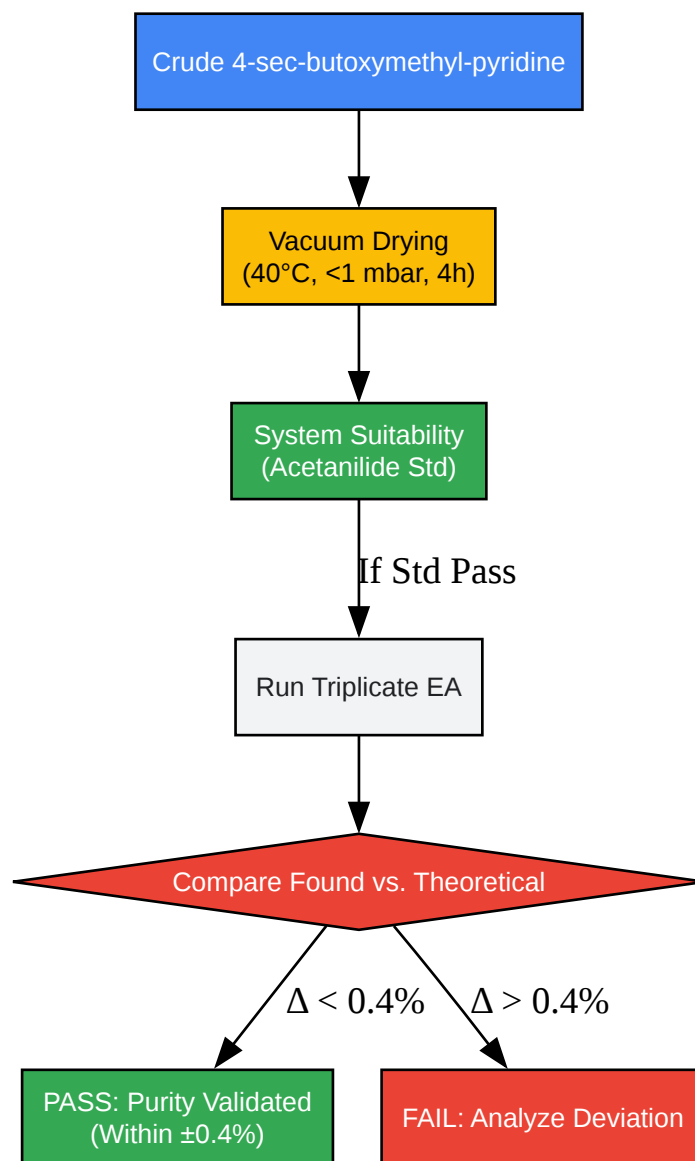 Crude 4-sec-butoxymethyl-pyridine
Vacuum Drying
(40°C, <1 mbar, 4h)
System Suitability
(Acetanilide Std)
If Std Pass
Run Triplicate EA
Compare Found vs. Theoretical
Δ < 0.4%
Δ > 0.4%
PASS: Purity Validated
(Within ±0.4%)
FAIL: Analyze Deviation